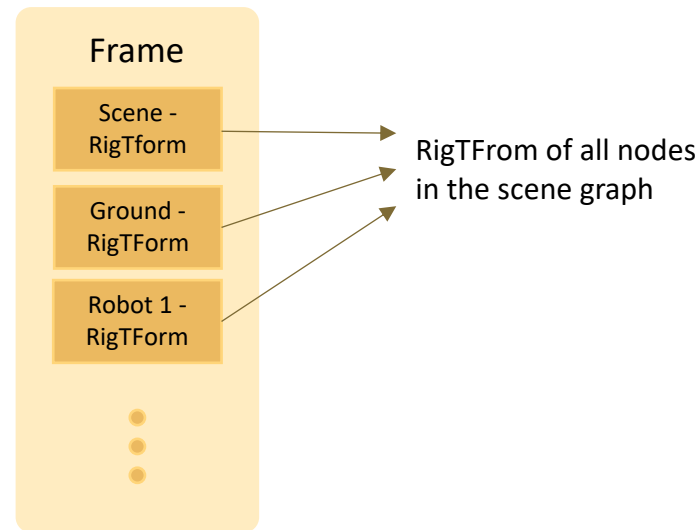 Frame
Scene -
RigTform
RigTFrom of all nodes
in the scene graph
Ground -
RigTForm
Robot 1 -
RigTForm